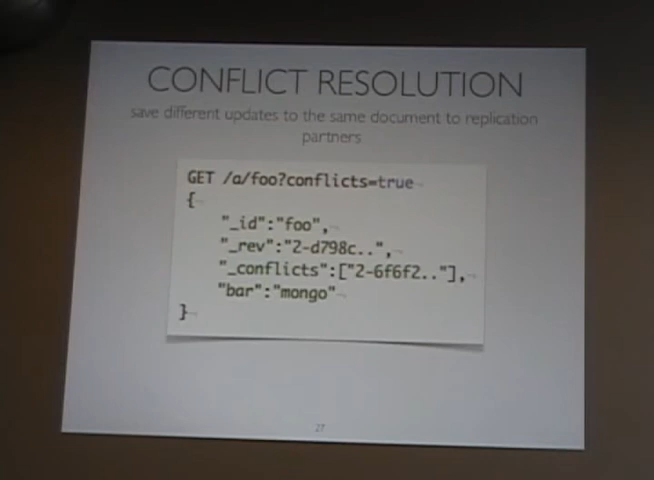 CONFLICT RESOLUTION
save different updates to the same document to replication
partners
GET /a/foo?conflicts=true
{
"_id":"foo",
"_rev":"2-d798c..",
"_conflicts":["2-6f6f2.."],
"bar":"mongo"
}
27